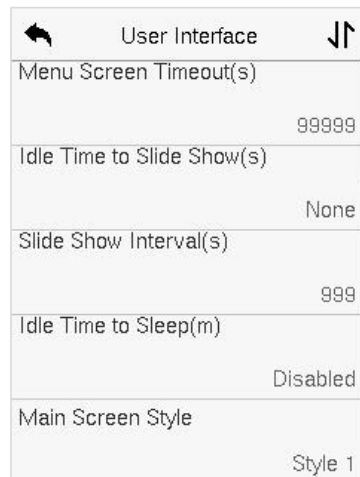 User Interface
Menu Screen Timeout(s)
99999
Idle Time to Slide Show(s)
None
Slide Show Interval(s)
999
Idle Time to Sleep(m)
Disabled
Main Screen Style
Style 1